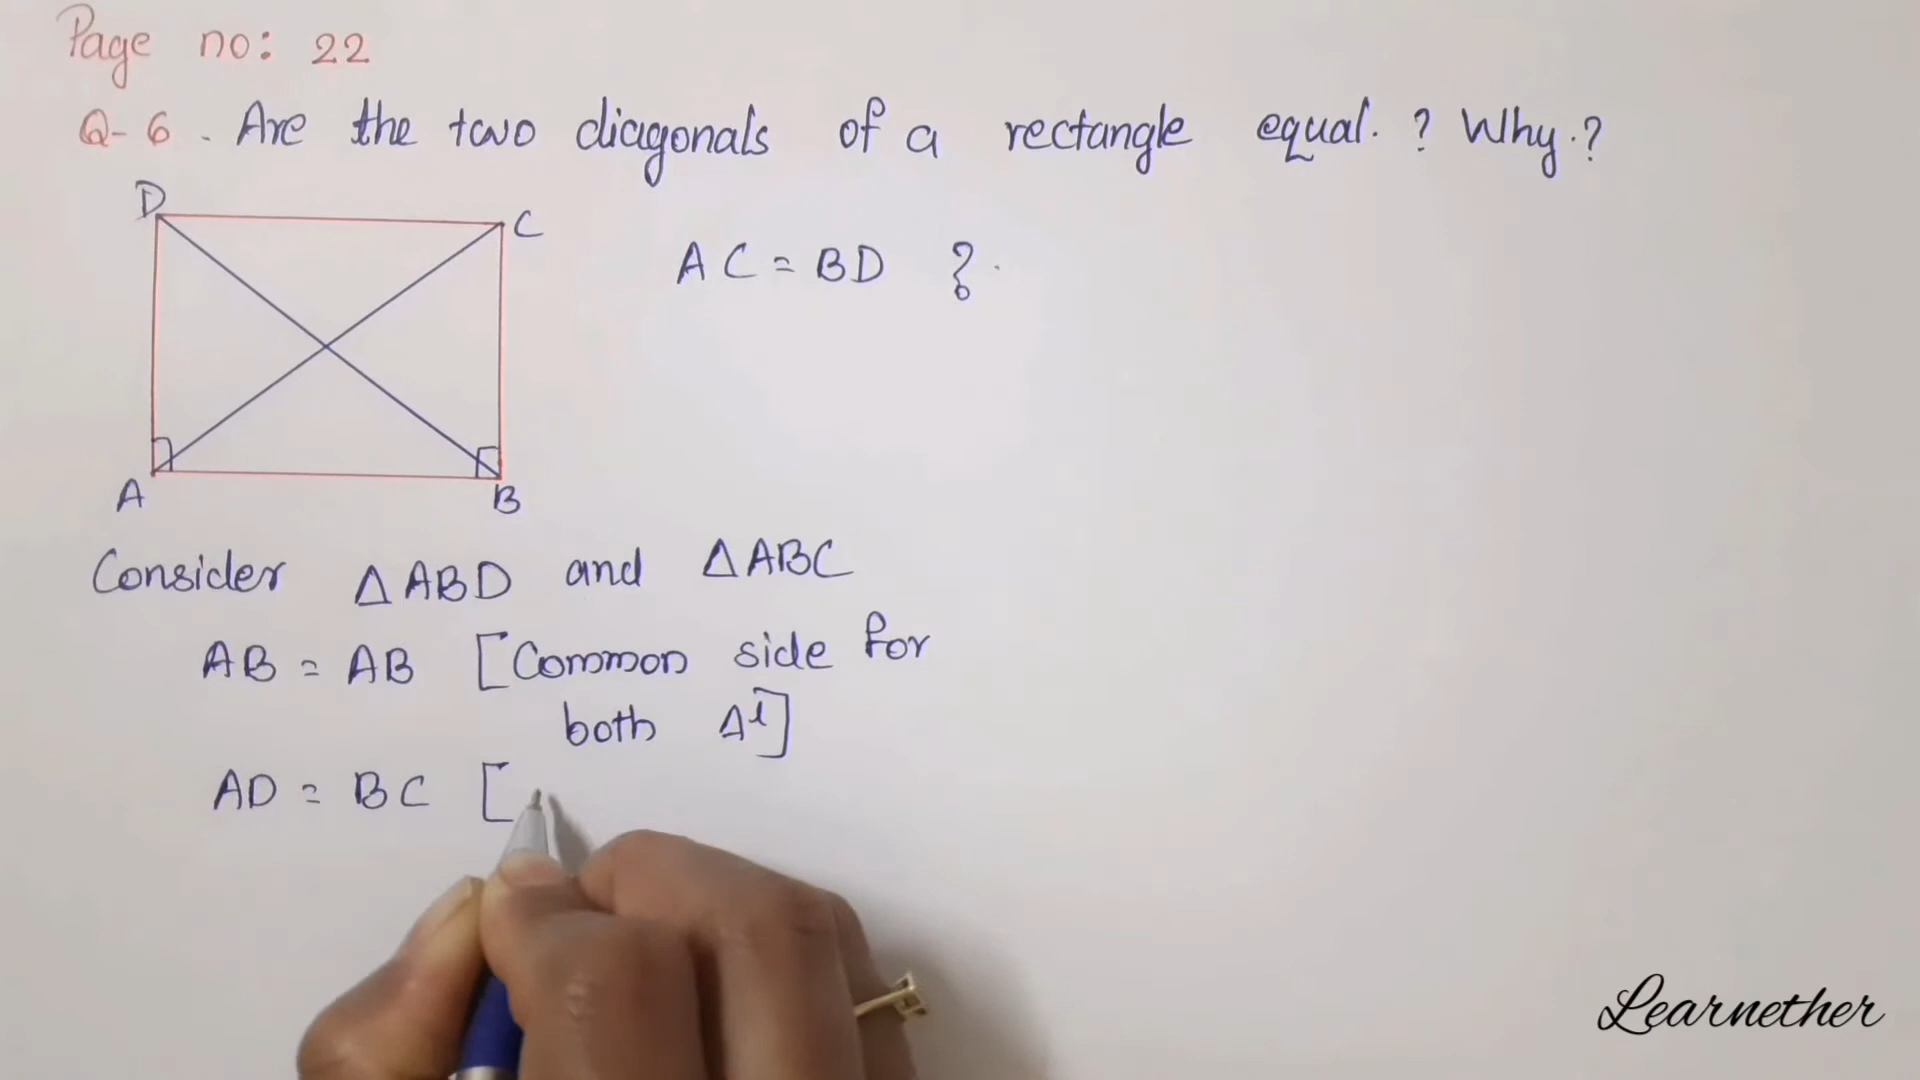 Page no: 22
Q-6. Are the two diagonals of a rectangle equal. ? Why.?
D
C
AC = BD ?.
A
B
Consider ΔABD and ΔABC
AB = AB [Common side for
both Δˡ]
AD = BC [
Learnether